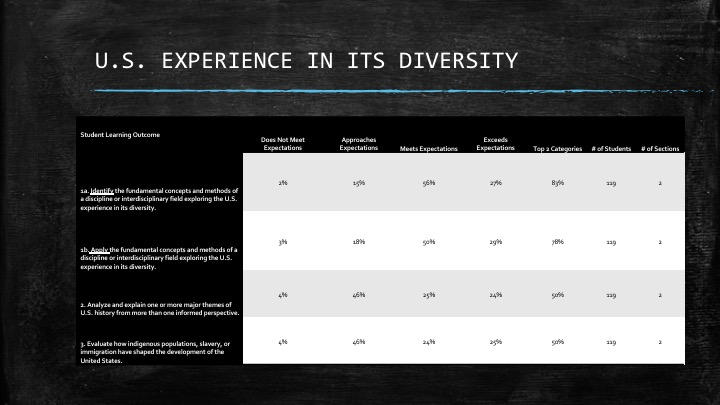 U.S. EXPERIENCE IN ITS DIVERSITY
Student Learning Outcome
Does Not Meet Expectations
Approaches Expectations
Meets Expectations
Exceeds Expectations
Top 2 Categories
# of Students
# of Sections
1a. Identify the fundamental concepts and methods of
a discipline or interdisciplinary field exploring the U.S.
experience in its diversity.
2% 15% 56% 27% 83% 119 2
1b. Apply the fundamental concepts and methods of a
discipline or interdisciplinary field exploring the U.S.
experience in its diversity.
3% 18% 50% 29% 78% 119 2
2. Analyze and explain one or more major themes of
U.S. history from more than one informed perspective.
4% 46% 25% 24% 50% 119 2
3. Evaluate how indigenous populations, slavery, or
immigration have shaped the development of the
United States.
4% 46% 24% 25% 50% 119 2